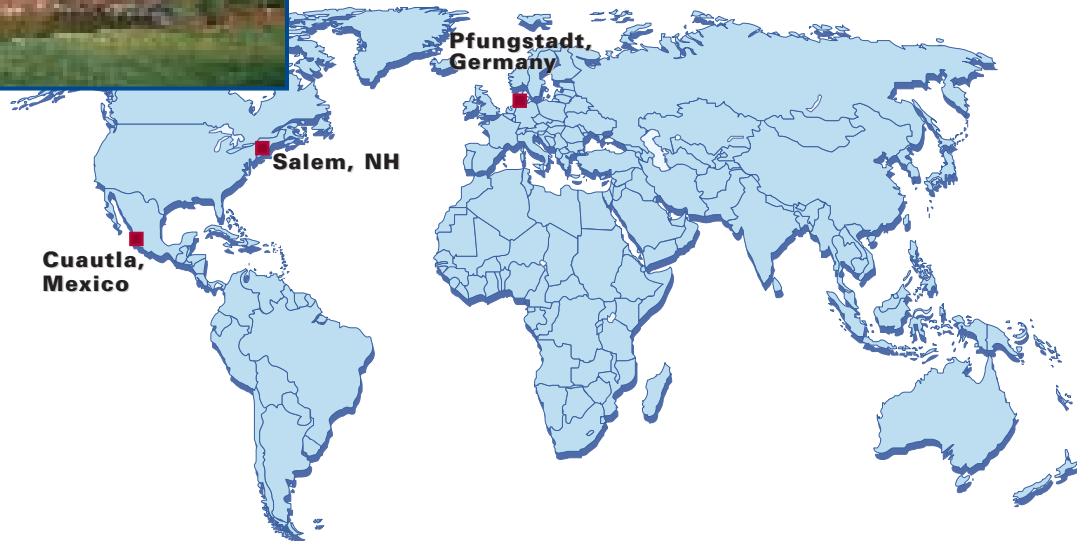 Pfungstadt,
Germany
Salem, NH
Cuautla,
Mexico